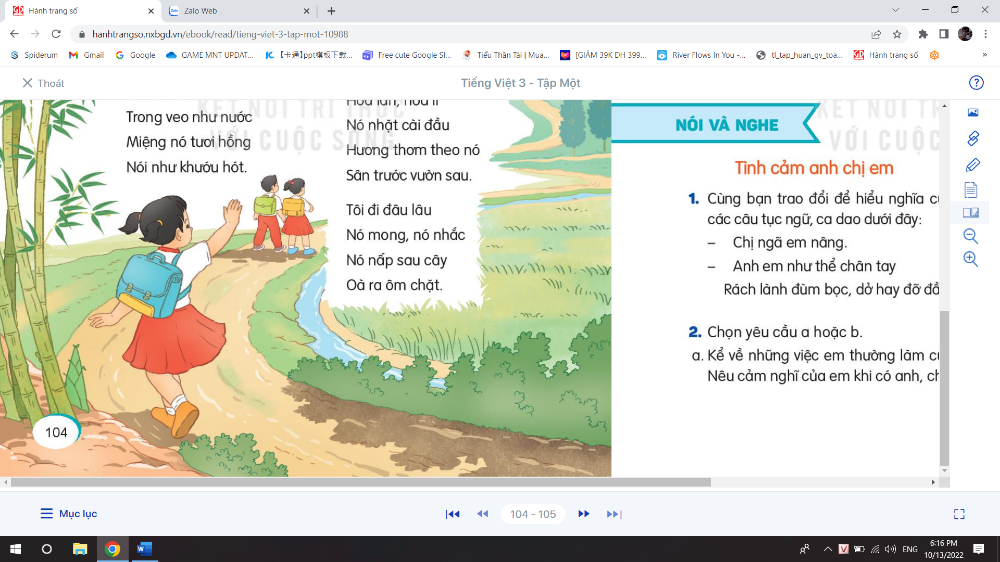 Hành trang số
Zalo Web
hanhtrangso.nxbgd.vn/ebook/read/tieng-viet-3-tap-mot-10988
Spiderum
Gmail
Google
GAME MNT UPDAT...
【卡通】ppt模板下载...
Free cute Google Sl...
Tiểu Thần Tài | Mua...
[GIẢM 39K ĐH 399...
River Flows In You -...
tl_tap_huan_gv_toa...
Hành trang số
»
Thoát
Tiếng Việt 3 - Tập Một
KẾT NỐI TRI THỨC
VỚI CUỘC SỐNG
Trong veo như nước
Miệng nó tươi hồng
Nói như khướu hót.
Hoa lan, hoa lí
Nó nhặt cài đầu
Hương thơm theo nó
Sân trước vườn sau.
Tôi đi đâu lâu
Nó mong, nó nhắc
Nó nấp sau cây
Oà ra ôm chặt.
104
KẾT NỐI TR
VỚI CUỘC
NÓI VÀ NGHE
Tình cảm anh chị em
1. Cùng bạn trao đổi để hiểu nghĩa c
các câu tục ngữ, ca dao dưới đây:
– Chị ngã em nâng.
– Anh em như thể chân tay
Rách lành đùm bọc, dở hay đỡ đầ
2. Chọn yêu cầu a hoặc b.
a. Kể về những việc em thường làm c
Nêu cảm nghĩ của em khi có anh, ch
Mục lục
104 - 105
ENG
6:16 PM
10/13/2022